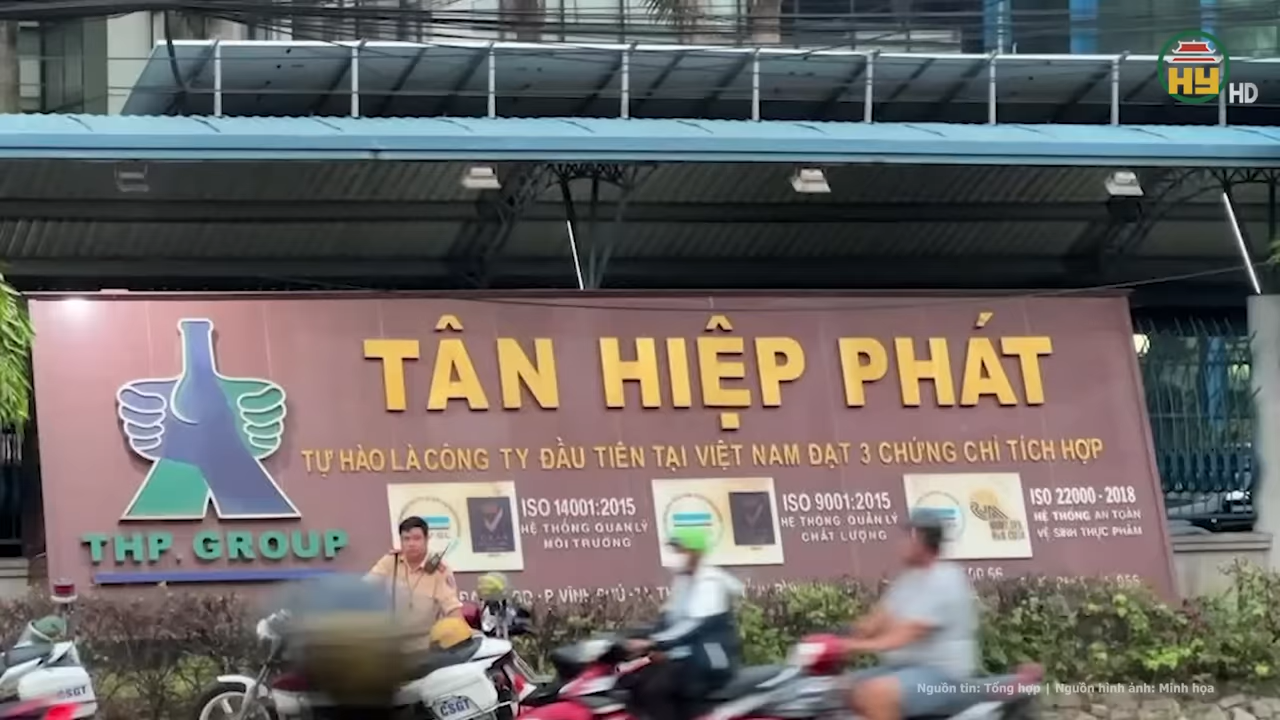 HY HD
TÂN HIỆP PHÁT
TỰ HÀO LÀ CÔNG TY ĐẦU TIÊN TẠI VIỆT NAM ĐẠT 3 CHỨNG CHỈ TÍCH HỢP
THP. GROUP
ISO 14001:2015
HỆ THỐNG QUẢN LÝ
MÔI TRƯỜNG
ISO 9001:2015
HỆ THỐNG QUẢN LÝ
CHẤT LƯỢNG
ISO 22000 - 2018
HỆ THỐNG AN TOÀN
VỆ SINH THỰC PHẨM
P. VĨNH PHÚ
CSGT
CSGT
Nguồn tin: Tổng hợp | Nguồn hình ảnh: Minh họa